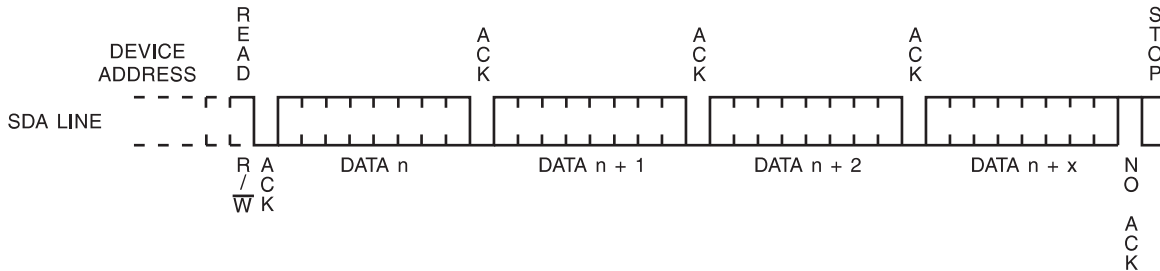 READ
ACK
ACK
ACK
STOP
DEVICE
ADDRESS
SDA LINE
R/W̅
ACK
DATA n
DATA n + 1
DATA n + 2
DATA n + x
NO ACK